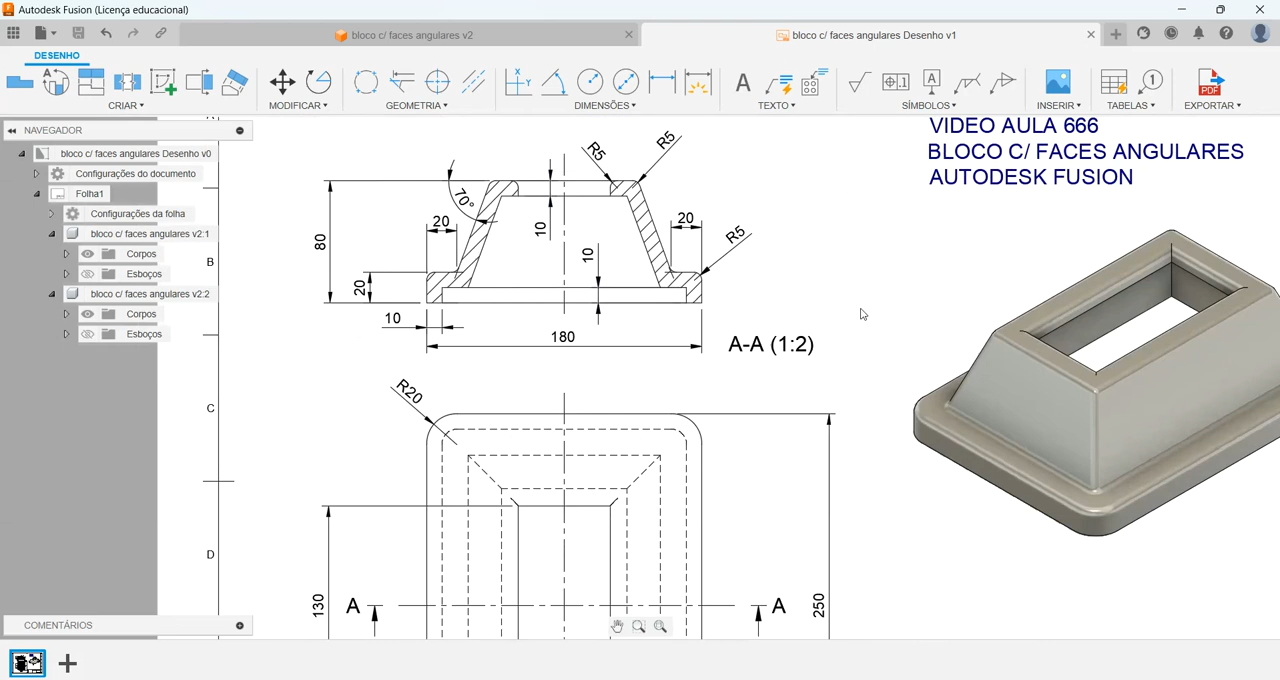 Autodesk Fusion (Licença educacional)
bloco c/ faces angulares v2
bloco c/ faces angulares Desenho v1
DESENHO
CRIAR
MODIFICAR
GEOMETRIA
DIMENSÕES
TEXTO
SÍMBOLOS
INSERIR
TABELAS
EXPORTAR
NAVEGADOR
bloco c/ faces angulares Desenho v0
Configurações do documento
Folha1
Configurações da folha
bloco c/ faces angulares v2:1
Corpos
Esboços
bloco c/ faces angulares v2:2
Corpos
Esboços
COMENTÁRIOS
B
C
D
VIDEO AULA 666
BLOCO C/ FACES ANGULARES
AUTODESK FUSION
R5
R5
70°
20
20
R5
80
10
10
20
10
180
A-A (1:2)
R20
130
A
A
250